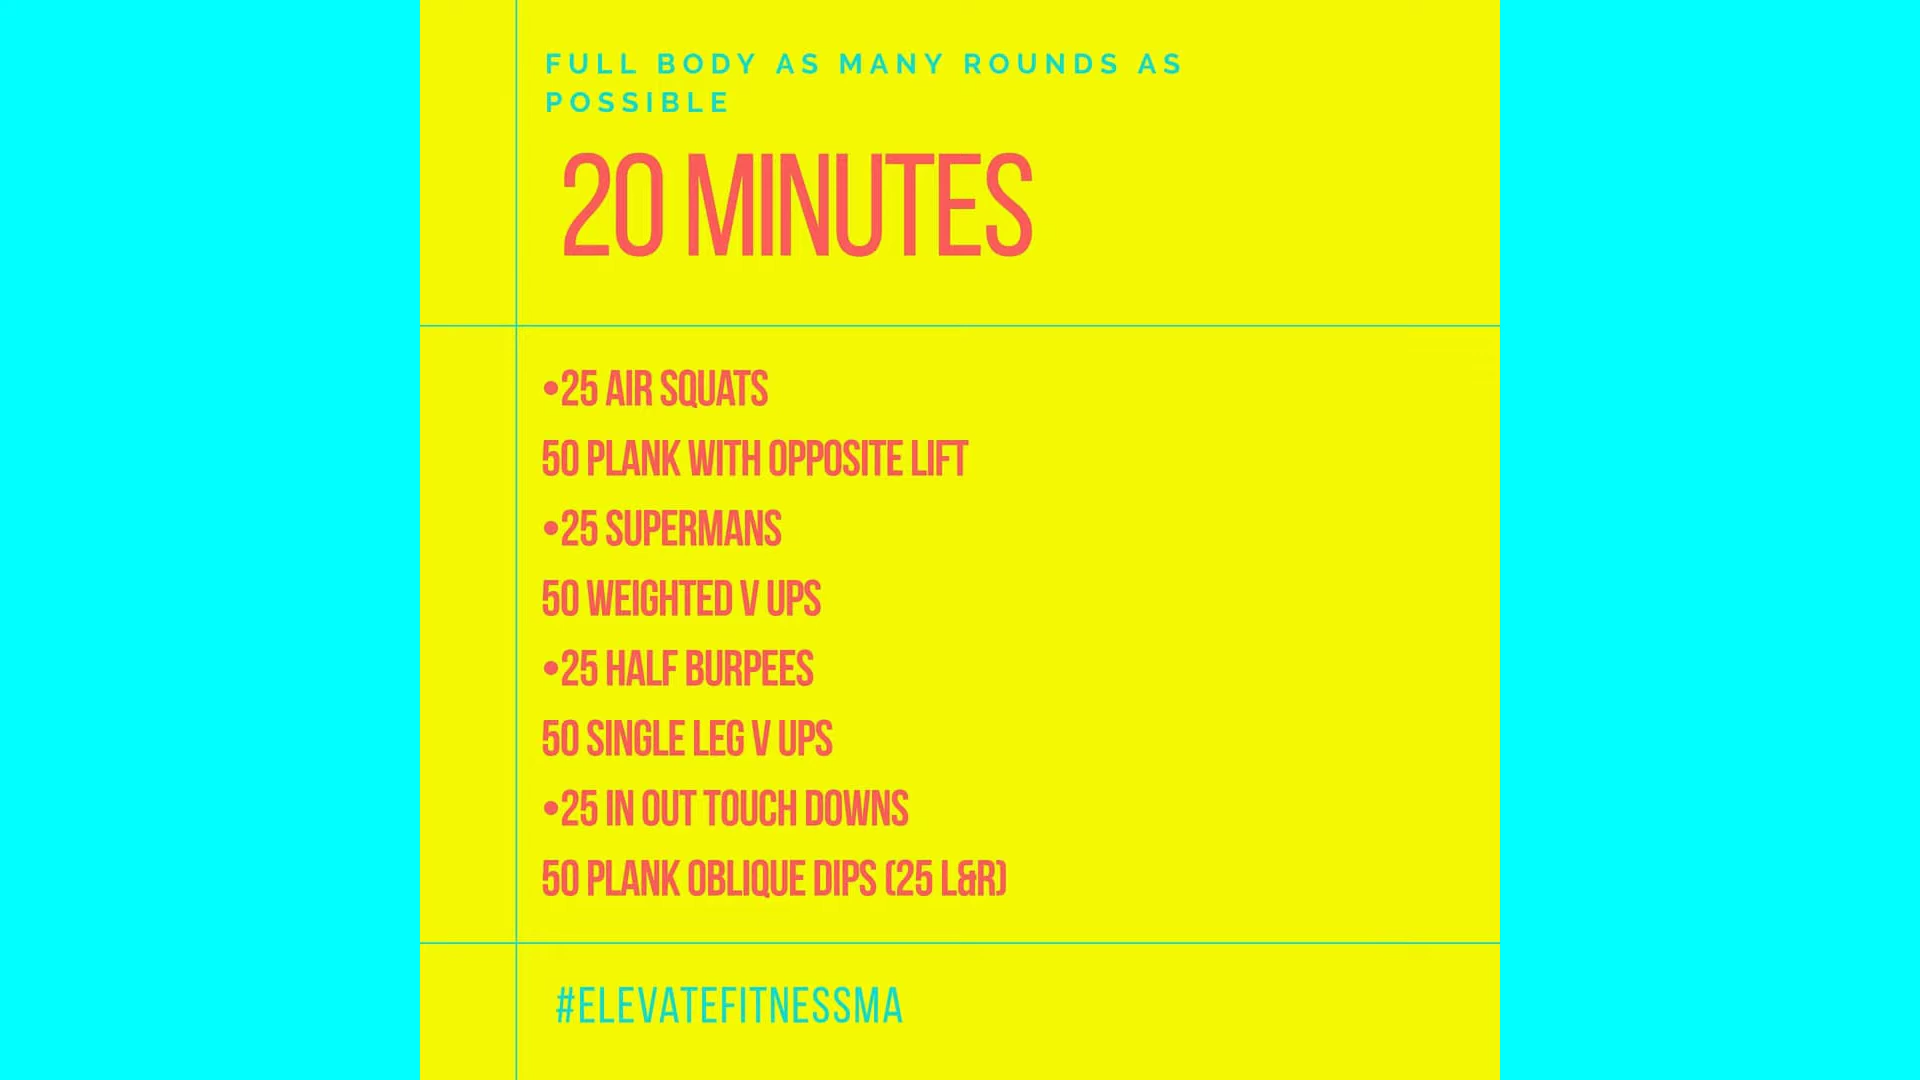 FULL BODY AS MANY ROUNDS AS
POSSIBLE
20 MINUTES
•25 AIR SQUATS
50 PLANK WITH OPPOSITE LIFT
•25 SUPERMANS
50 WEIGHTED V UPS
•25 HALF BURPEES
50 SINGLE LEG V UPS
•25 IN OUT TOUCH DOWNS
50 PLANK OBLIQUE DIPS (25 L&R)
#ELEVATEFITNESSMA